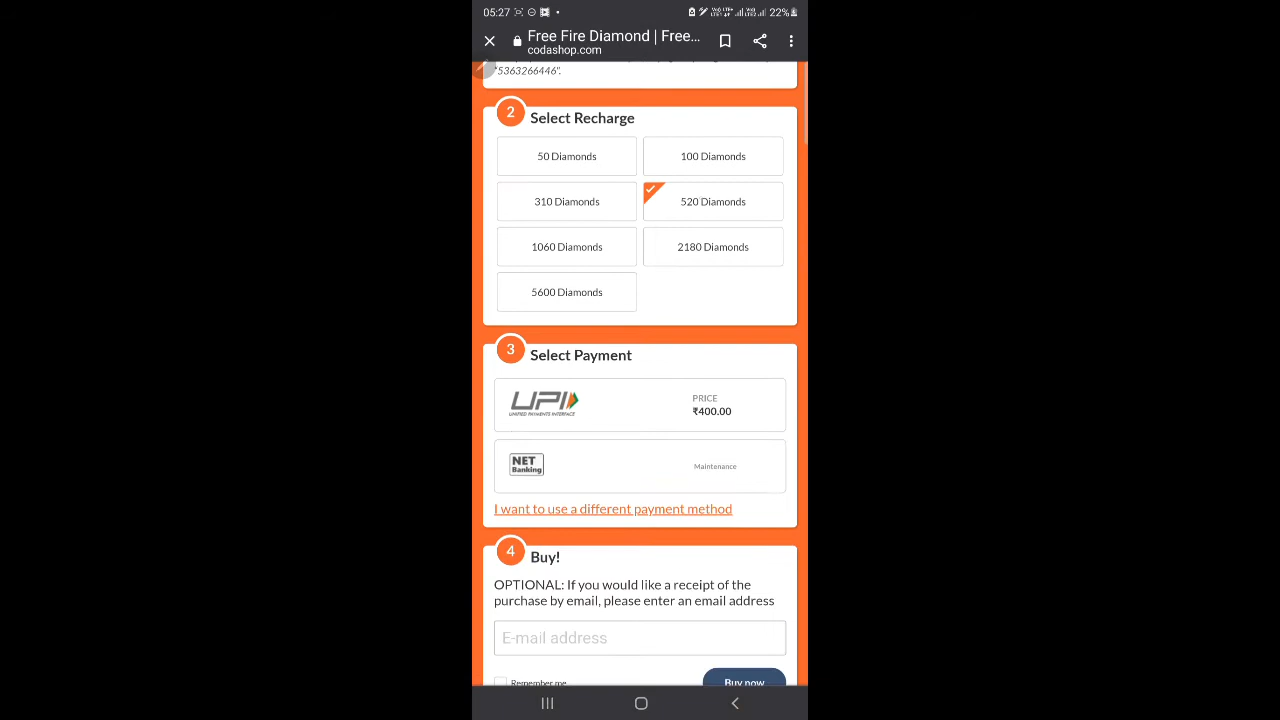 05:27
22%
Free Fire Diamond | Free...
codashop.com
"5363266446".
2 Select Recharge
50 Diamonds
100 Diamonds
310 Diamonds
520 Diamonds
1060 Diamonds
2180 Diamonds
5600 Diamonds
3 Select Payment
UPI
UNIFIED PAYMENTS INTERFACE
PRICE
₹400.00
NET
Banking
Maintenance
I want to use a different payment method
4 Buy!
OPTIONAL: If you would like a receipt of the
purchase by email, please enter an email address
E-mail address
Remember me
Buy now